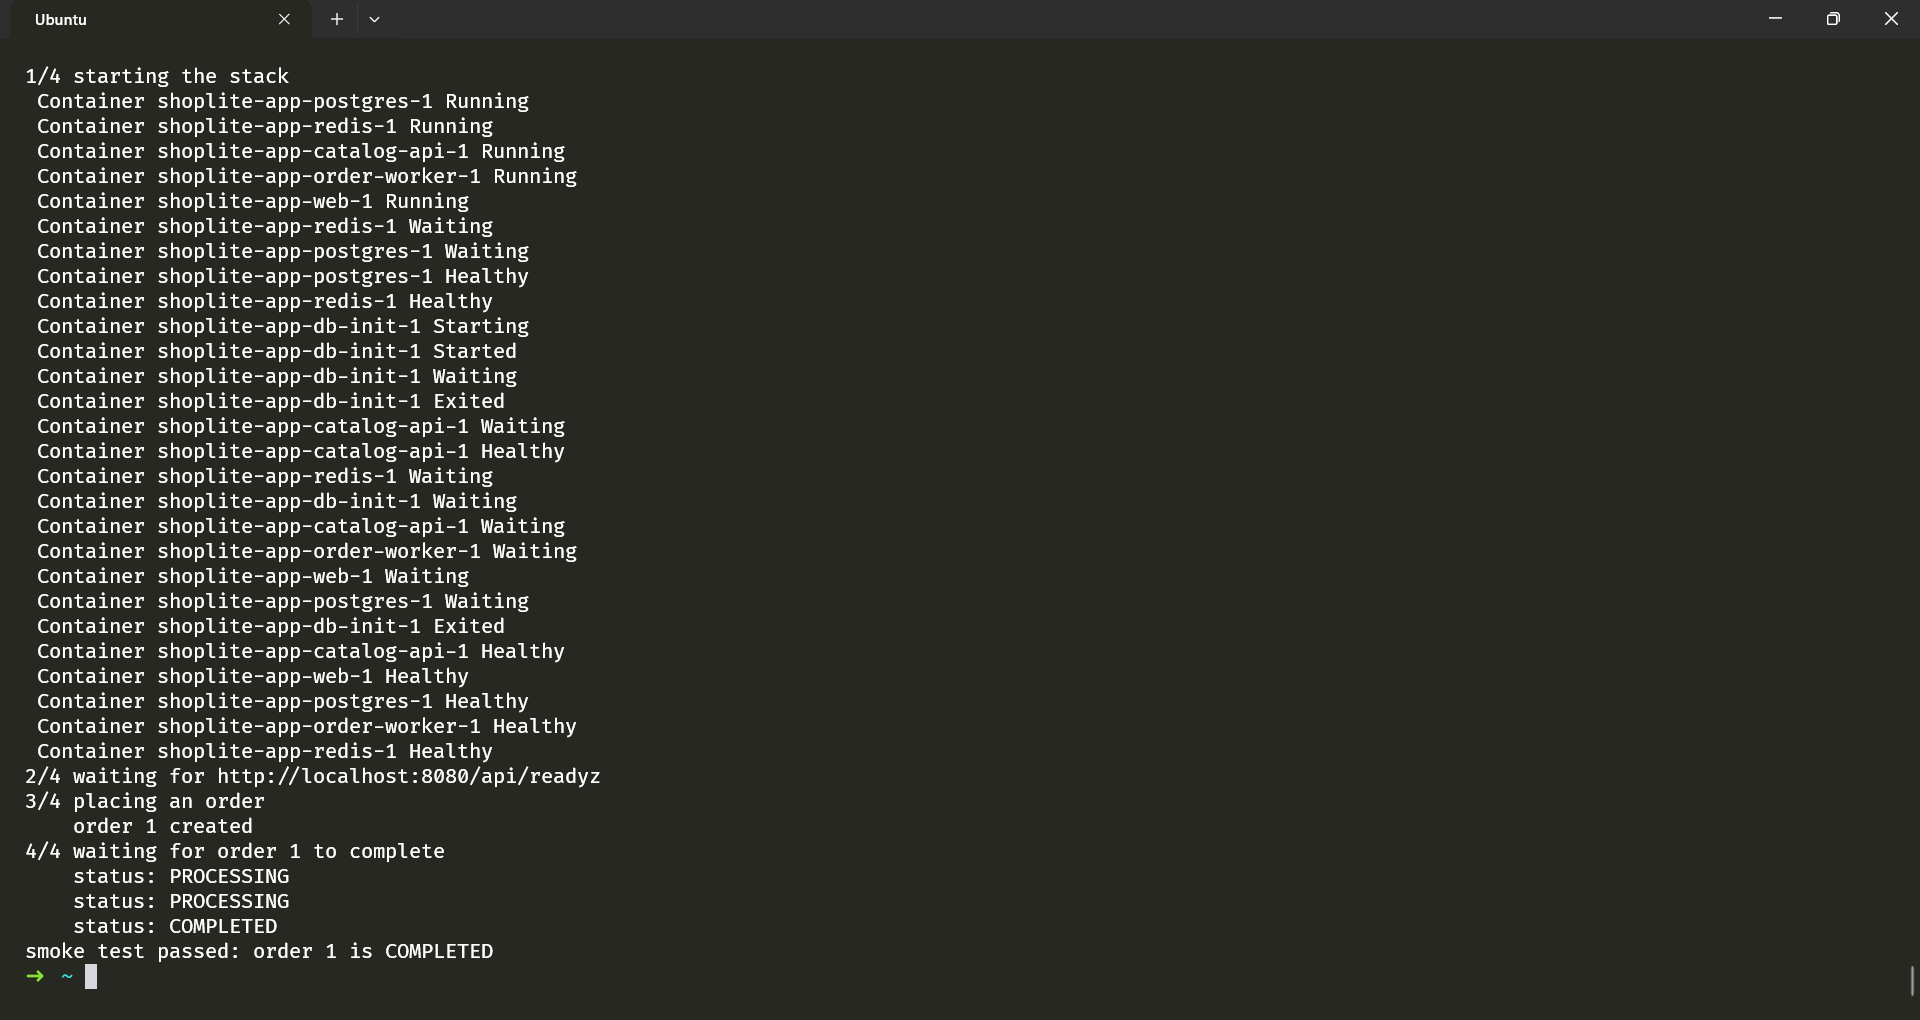 Ubuntu
1/4 starting the stack
 Container shoplite-app-postgres-1 Running
 Container shoplite-app-redis-1 Running
 Container shoplite-app-catalog-api-1 Running
 Container shoplite-app-order-worker-1 Running
 Container shoplite-app-web-1 Running
 Container shoplite-app-redis-1 Waiting
 Container shoplite-app-postgres-1 Waiting
 Container shoplite-app-postgres-1 Healthy
 Container shoplite-app-redis-1 Healthy
 Container shoplite-app-db-init-1 Starting
 Container shoplite-app-db-init-1 Started
 Container shoplite-app-db-init-1 Waiting
 Container shoplite-app-db-init-1 Exited
 Container shoplite-app-catalog-api-1 Waiting
 Container shoplite-app-catalog-api-1 Healthy
 Container shoplite-app-redis-1 Waiting
 Container shoplite-app-db-init-1 Waiting
 Container shoplite-app-catalog-api-1 Waiting
 Container shoplite-app-order-worker-1 Waiting
 Container shoplite-app-web-1 Waiting
 Container shoplite-app-postgres-1 Waiting
 Container shoplite-app-db-init-1 Exited
 Container shoplite-app-catalog-api-1 Healthy
 Container shoplite-app-web-1 Healthy
 Container shoplite-app-postgres-1 Healthy
 Container shoplite-app-order-worker-1 Healthy
 Container shoplite-app-redis-1 Healthy
2/4 waiting for http://localhost:8080/api/readyz
3/4 placing an order
    order 1 created
4/4 waiting for order 1 to complete
    status: PROCESSING
    status: PROCESSING
    status: COMPLETED
smoke test passed: order 1 is COMPLETED
➜ ~